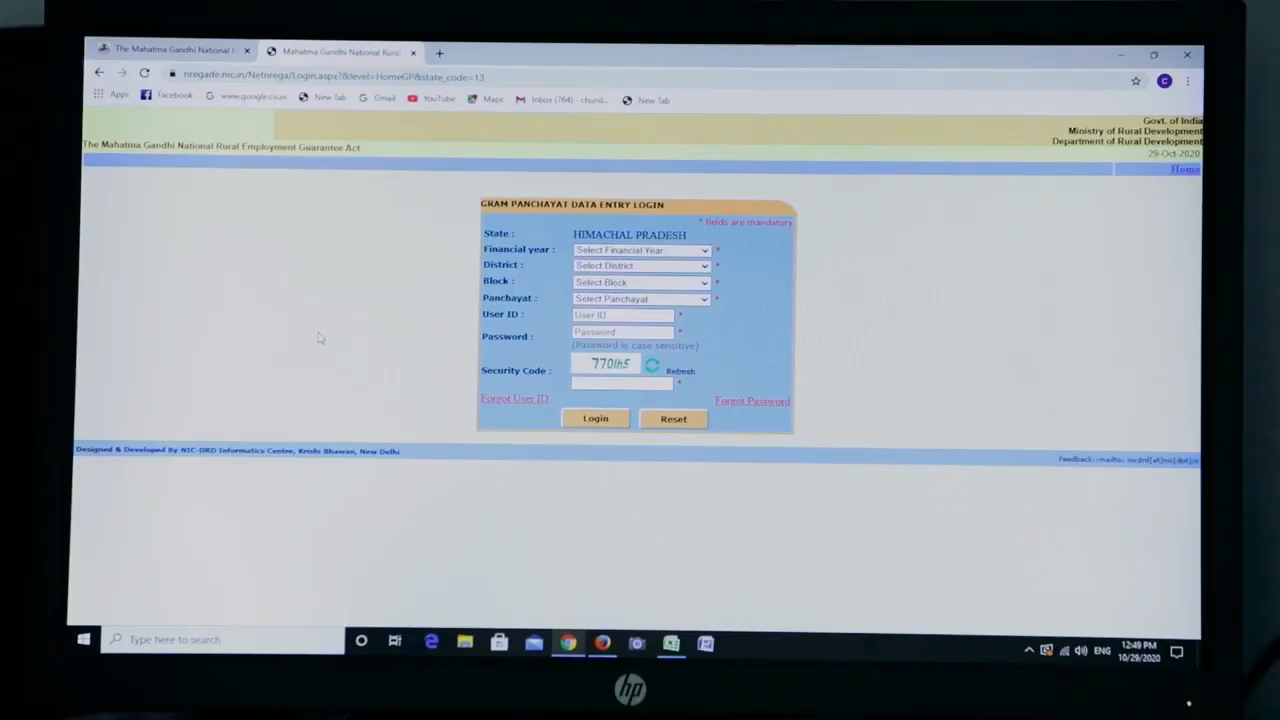 The Mahatma Gandhi National
Mahatma Gandhi National Rural
nregade.nic.in/Netnrega/Login.aspx?&level=HomeGP&state_code=13
C
Apps Facebook www.google.co.in New Tab Gmail YouTube Maps Inbox (764) - chunil... New Tab
Govt. of India
Ministry of Rural Development
Department of Rural Development
The Mahatma Gandhi National Rural Employment Guarantee Act
29-Oct-2020
Home
GRAM PANCHAYAT DATA ENTRY LOGIN
* fields are mandatory
State : HIMACHAL PRADESH
Financial year : Select Financial Year *
District : Select District *
Block : Select Block *
Panchayat : Select Panchayat *
User ID : User ID *
Password : Password *
(Password is case sensitive)
Security Code : 770lh5 Refresh
*
Forgot User ID Forgot Password
Login Reset
Designed & Developed By NIC-DRD Informatics Centre, Krishi Bhawan, New Delhi
Type here to search
ENG
12:49 PM
10/29/2020
hp